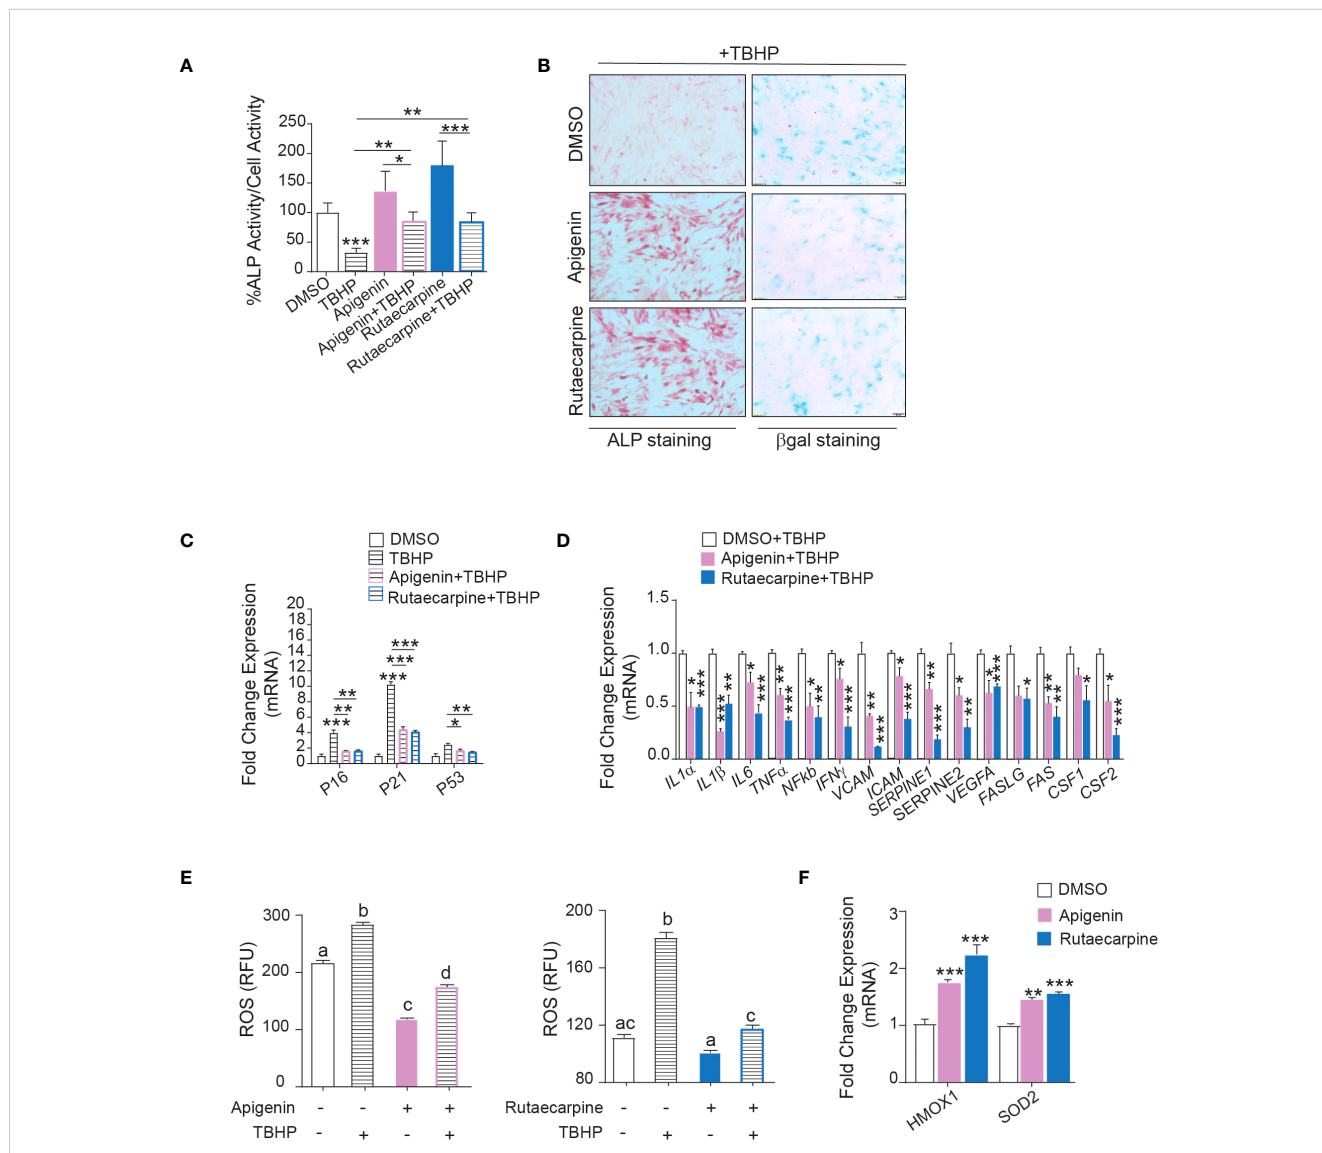 A
%ALP Activity/Cell Activity
250
200
150
100
50
0
**
***
**
*
***
DMSO
TBHP
Apigenin
Apigenin+TBHP
Rutaecarpine
Rutaecarpine+TBHP
B
+TBHP
DMSO
Apigenin
Rutaecarpine
ALP staining
βgal staining
C
DMSO
TBHP
Apigenin+TBHP
Rutaecarpine+TBHP
Fold Change Expression
(mRNA)
20
18
16
14
12
10
8
6
4
2
0
**
**
***
***
***
***
**
*
P16
P21
P53
D
DMSO+TBHP
Apigenin+TBHP
Rutaecarpine+TBHP
Fold Change Expression
(mRNA)
1.5
1.0
0.5
0.0
*
***
***
**
*
***
**
***
*
**
*
***
**
***
*
***
**
***
*
**
*
***
*
**
**
*
*
***
IL1α
IL1β
IL6
TNFα
NFkb
IFNγ
VCAM
ICAM
SERPINE1
SERPINE2
VEGFA
FASLG
FAS
CSF1
CSF2
E
ROS (RFU)
300
200
100
0
a
b
c
d
Apigenin - - + +
TBHP - + - +
ROS (RFU)
200
160
120
80
ac
b
a
c
Rutaecarpine - - + +
TBHP - + - +
F
DMSO
Apigenin
Rutaecarpine
Fold Change Expression
(mRNA)
3
2
1
0
***
***
**
***
HMOX1
SOD2